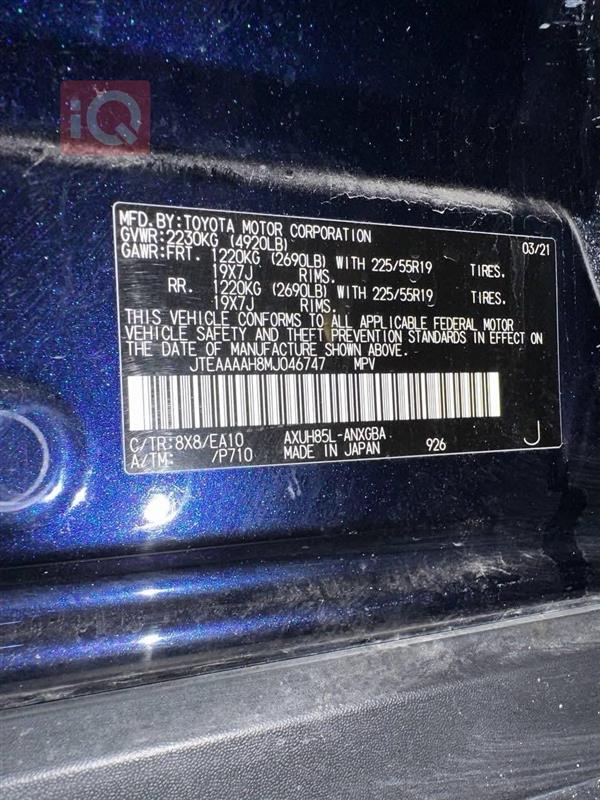 iQ
MFD. BY: TOYOTA MOTOR CORPORATION 03/21
GVWR: 2230KG (4920LB)
GAWR: FRT. 1220KG (2690LB) WITH 225/55R19 TIRES.
19X7J RIMS.
RR. 1220KG (2690LB) WITH 225/55R19 TIRES.
19X7J RIMS.
THIS VEHICLE CONFORMS TO ALL APPLICABLE FEDERAL MOTOR
VEHICLE SAFETY AND THEFT PREVENTION STANDARDS IN EFFECT ON
THE DATE OF MANUFACTURE SHOWN ABOVE.
JTEAAAAH8MJ046747 MPV
C/TR: 8X8/EA10 AXUH85L-ANXGBA
A/TM: /P710 MADE IN JAPAN 926 J